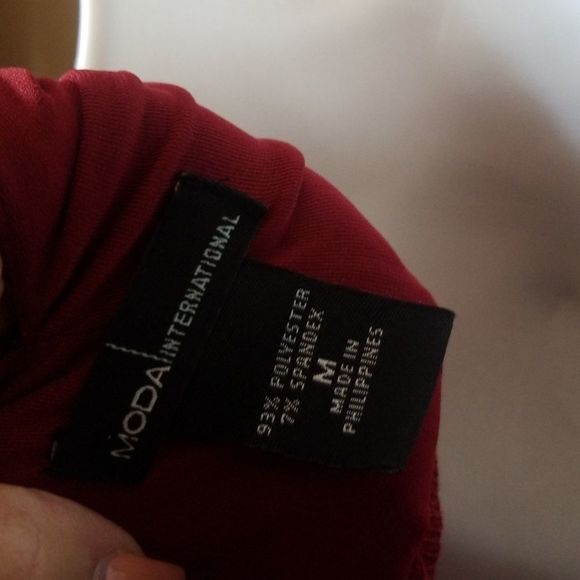 MODA INTERNATIONAL
93% POLYESTER
7% SPANDEX
M
MADE IN
PHILIPPINES